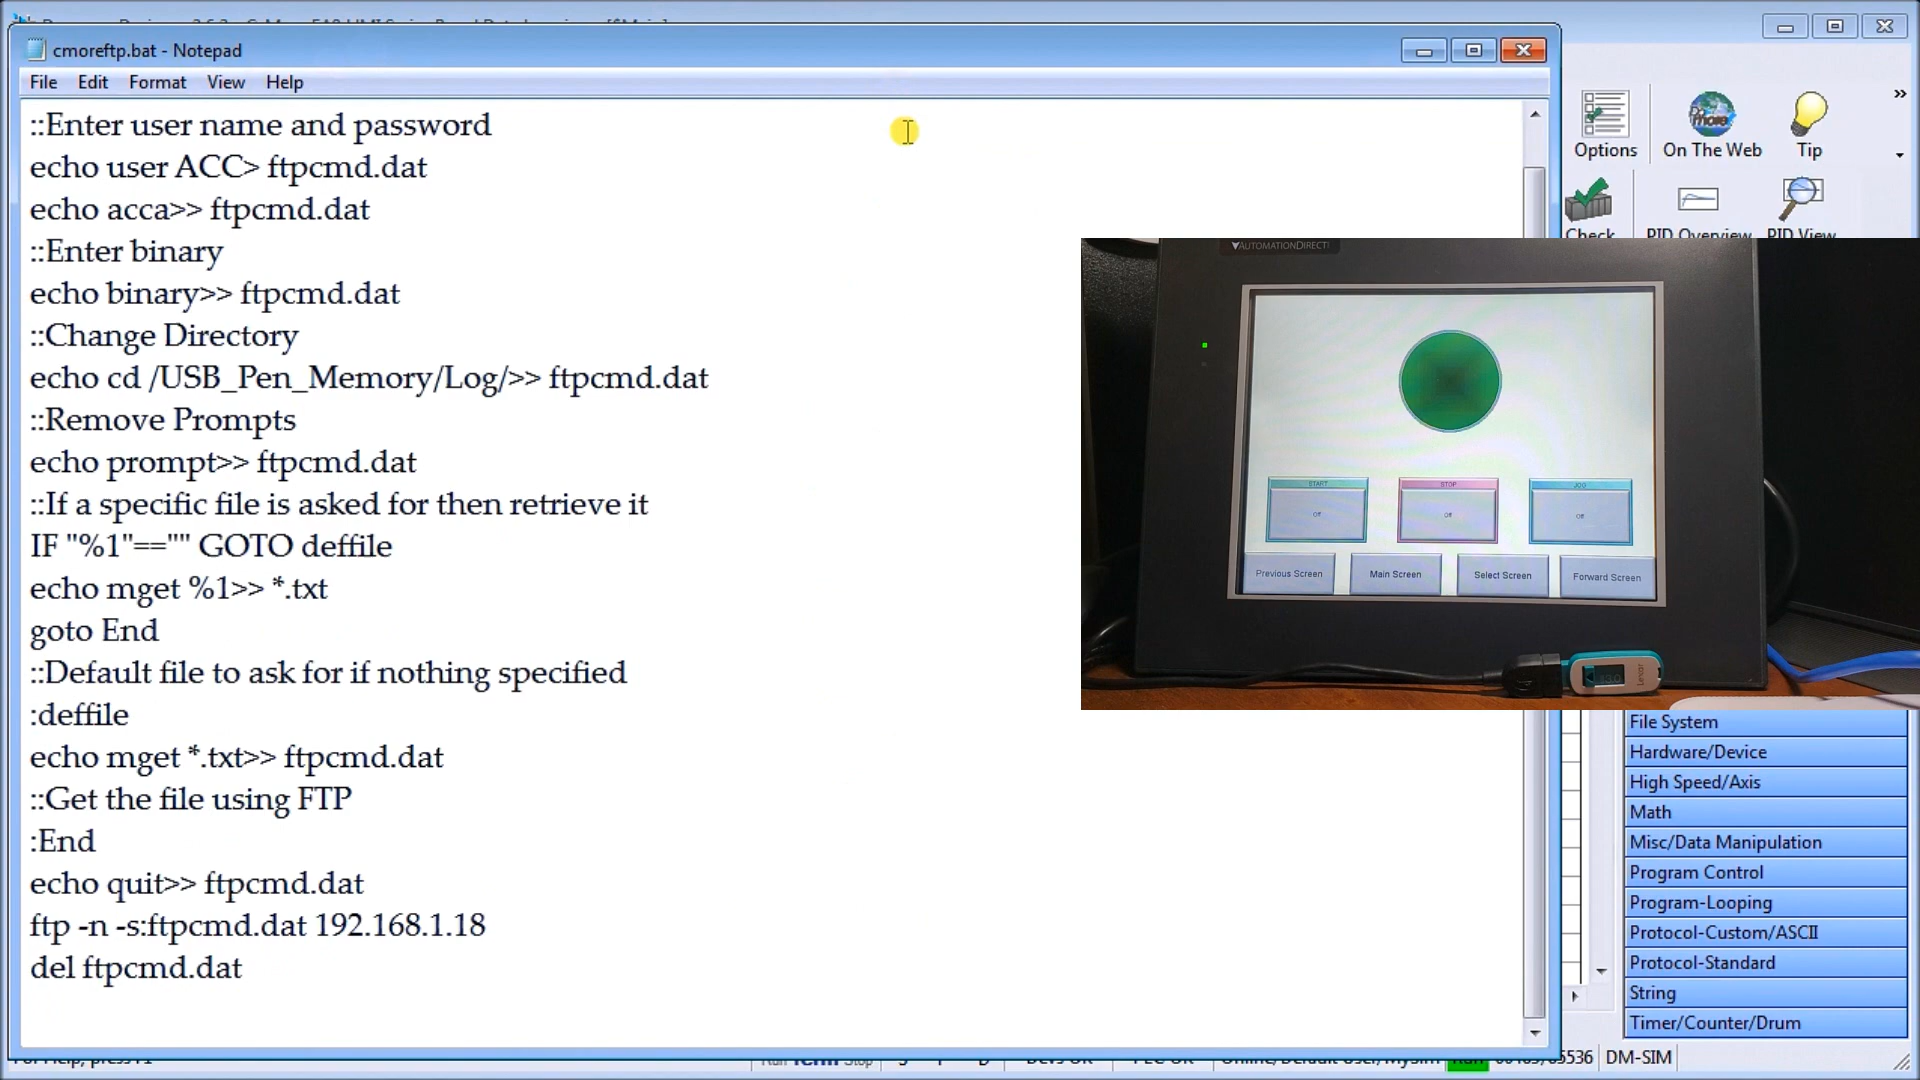 cmoreftp.bat - Notepad
File Edit Format View Help
::Enter user name and password
echo user ACC> ftpcmd.dat
echo acca>> ftpcmd.dat
::Enter binary
echo binary>> ftpcmd.dat
::Change Directory
echo cd /USB_Pen_Memory/Log/>> ftpcmd.dat
::Remove Prompts
echo prompt>> ftpcmd.dat
::If a specific file is asked for then retrieve it
IF "%1"=="" GOTO deffile
echo mget %1>> *.txt
goto End
::Default file to ask for if nothing specified
:deffile
echo mget *.txt>> ftpcmd.dat
::Get the file using FTP
:End
echo quit>> ftpcmd.dat
ftp -n -s:ftpcmd.dat 192.168.1.18
del ftpcmd.dat
Options On The Web Tip
Check PID Overview PID View
AUTOMATIONDIRECT
START STOP JOG
Off Off Off
Previous Screen Main Screen Select Screen Forward Screen
Lexar
File System
Hardware/Device
High Speed/Axis
Math
Misc/Data Manipulation
Program Control
Program-Looping
Protocol-Custom/ASCII
Protocol-Standard
String
Timer/Counter/Drum
DM-SIM